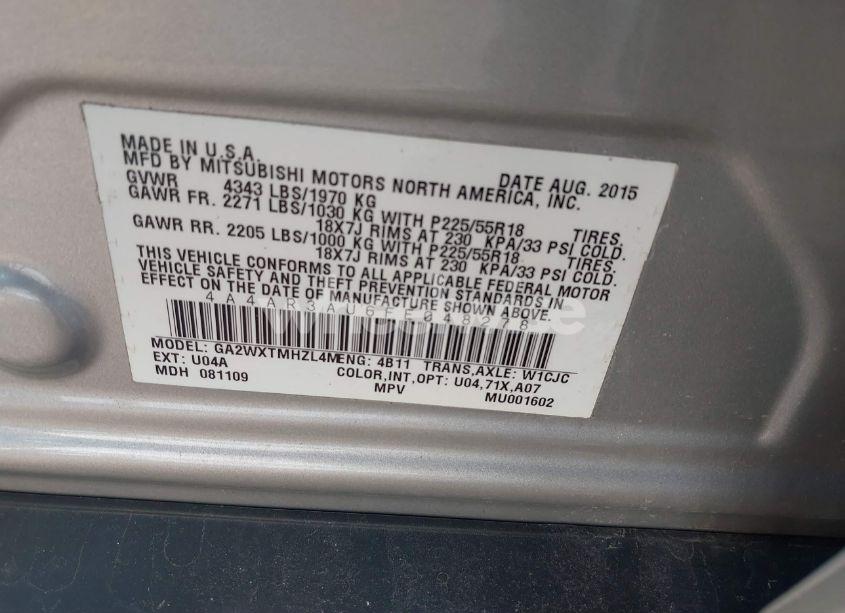 MADE IN U.S.A. DATE AUG. 2015
MFD BY MITSUBISHI MOTORS NORTH AMERICA, INC.
GVWR 4343 LBS/1970 KG
GAWR FR. 2271 LBS/1030 KG WITH P225/55R18 TIRES.
18X7J RIMS AT 230 KPA/33 PSI COLD.
GAWR RR. 2205 LBS/1000 KG WITH P225/55R18 TIRES.
18X7J RIMS AT 230 KPA/33 PSI COLD.
THIS VEHICLE CONFORMS TO ALL APPLICABLE FEDERAL MOTOR
VEHICLE SAFETY AND THEFT PREVENTION STANDARDS IN
EFFECT ON THE DATE OF MANUFACTURE SHOWN ABOVE.
4A4AR3AU6FE048278
MODEL: GA2WXTMHZL4M ENG: 4B11 TRANS,AXLE: W1CJC
EXT: U04A COLOR,INT,OPT: U04,71X,A07
MDH 081109 MPV MU001602